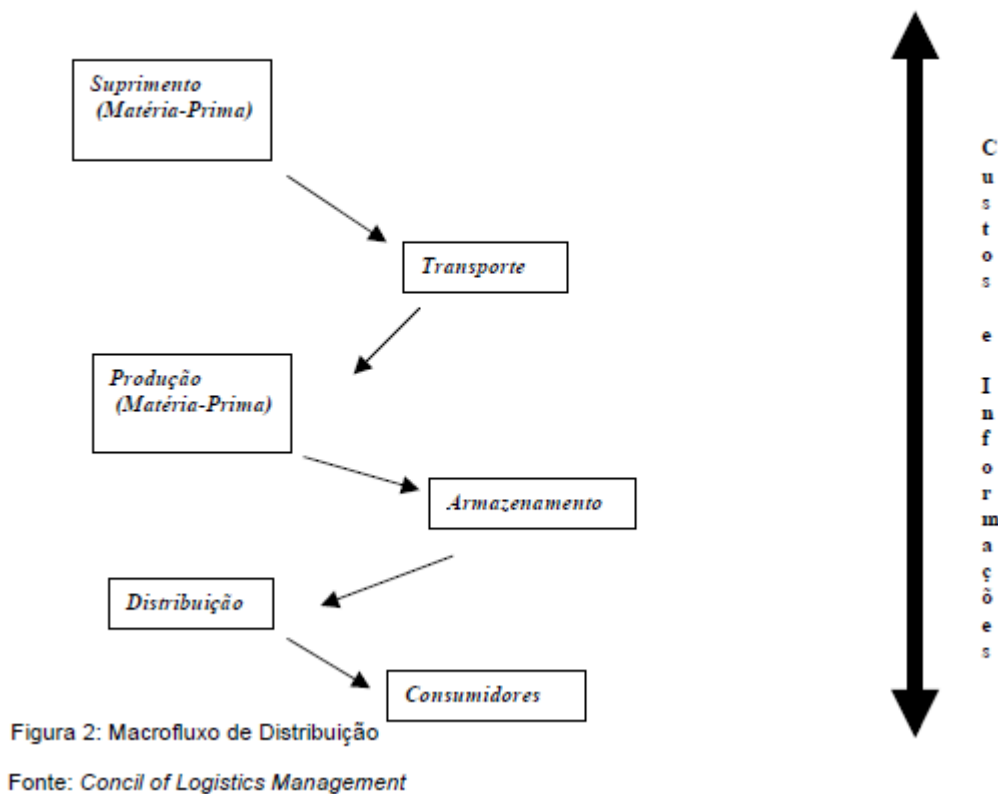 Suprimento
(Matéria-Prima)
Transporte
Produção
(Matéria-Prima)
Armazenamento
Distribuição
Consumidores
Custos e Informações
Figura 2: Macrofluxo de Distribuição
Fonte: Concil of Logistics Management